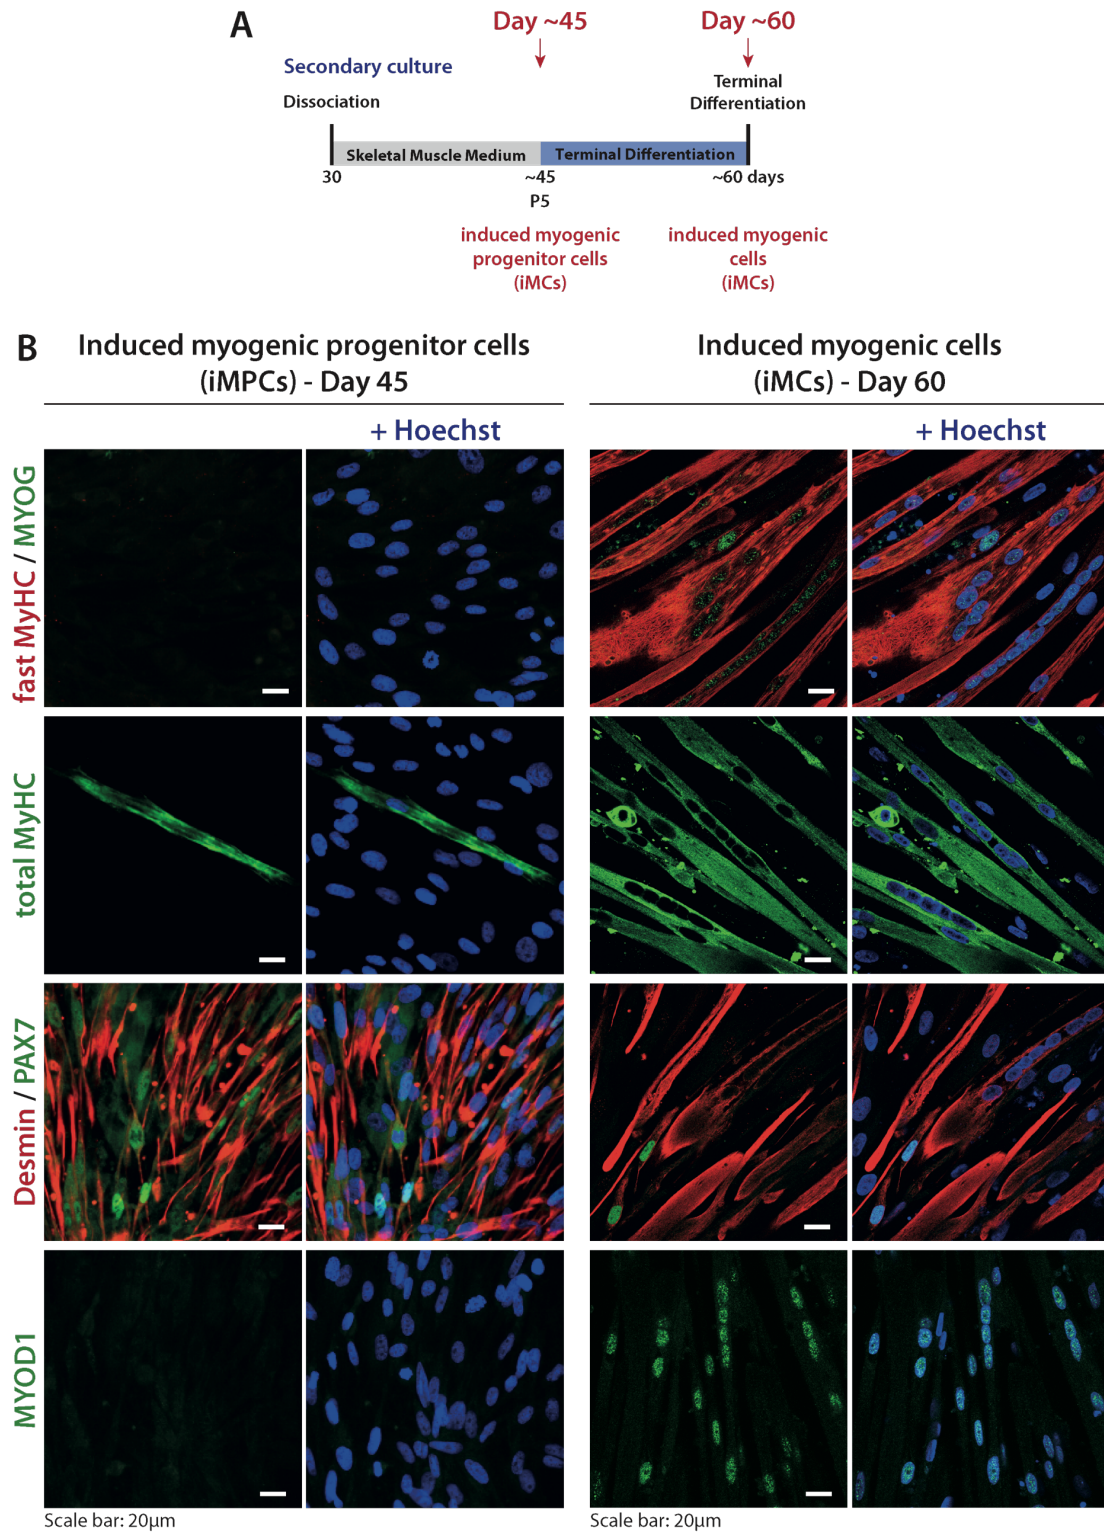 A
Day ~45
Day ~60
Secondary culture
Dissociation
Terminal
Differentiation
Skeletal Muscle Medium
Terminal Differentiation
30
~45
~60 days
P5
induced myogenic
progenitor cells
(iMCs)
induced myogenic
cells
(iMCs)
B
Induced myogenic progenitor cells
(iMPCs) - Day 45
Induced myogenic cells
(iMCs) - Day 60
+ Hoechst
+ Hoechst
fast MyHC / MYOG
total MyHC
Desmin / PAX7
MYOD1
Scale bar: 20μm
Scale bar: 20μm